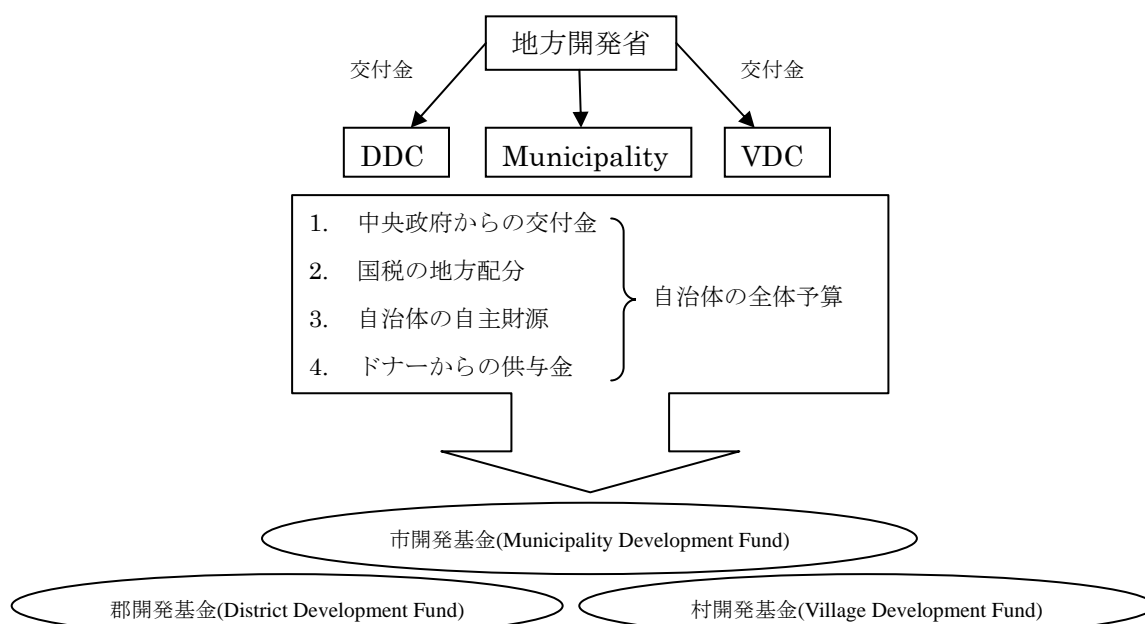 地方開発省
交付金
交付金
DDC
Municipality
VDC
1. 中央政府からの交付金
2. 国税の地方配分
3. 自治体の自主財源
4. ドナーからの供与金
自治体の全体予算
市開発基金(Municipality Development Fund)
郡開発基金(District Development Fund)
村開発基金(Village Development Fund)